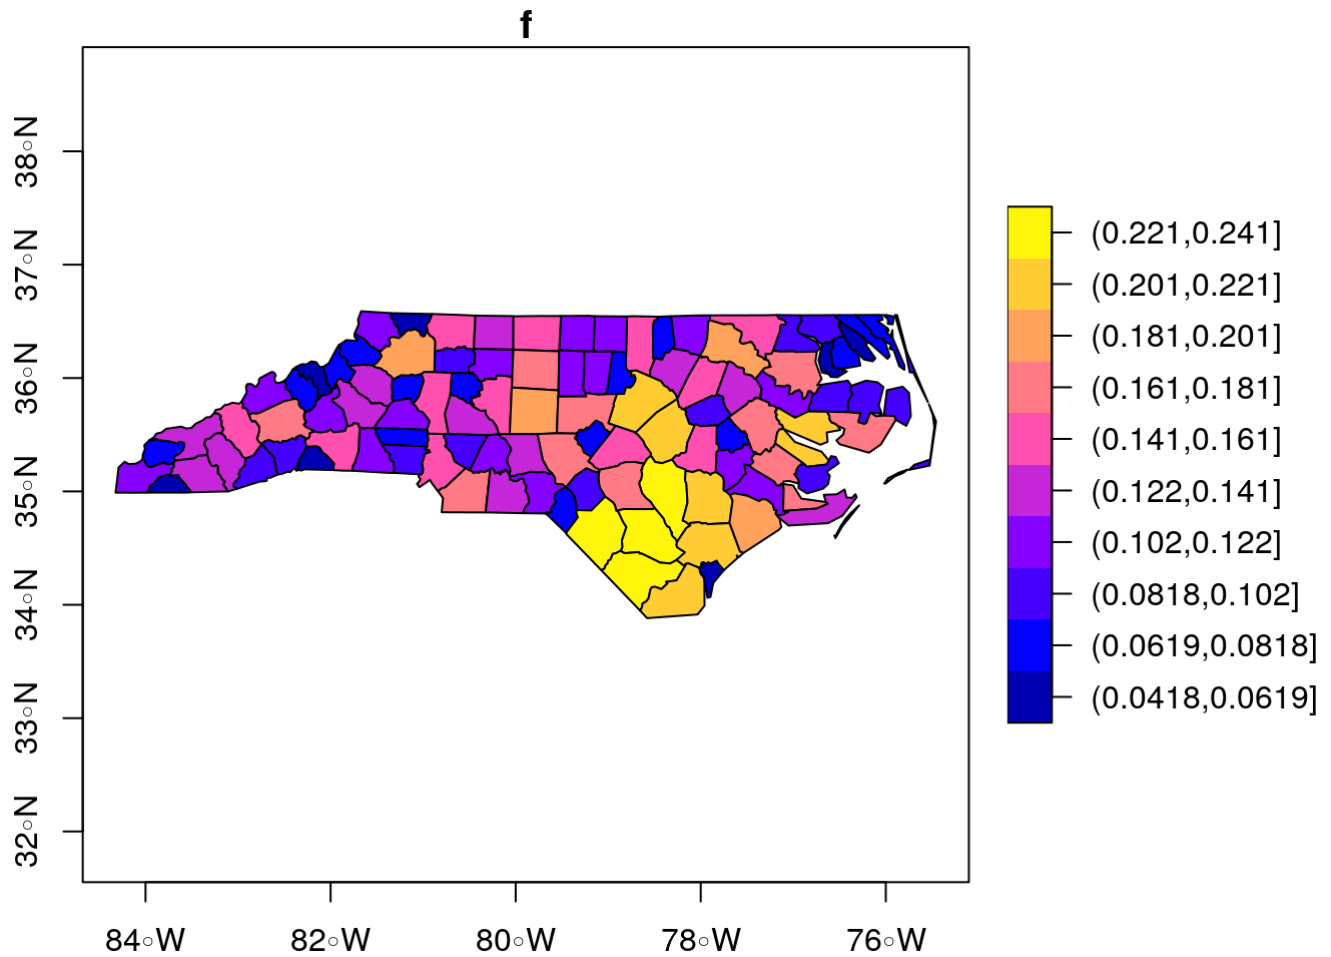 f
38°N
37°N
36°N
35°N
34°N
33°N
32°N
84°W
82°W
80°W
78°W
76°W
(0.221,0.241]
(0.201,0.221]
(0.181,0.201]
(0.161,0.181]
(0.141,0.161]
(0.122,0.141]
(0.102,0.122]
(0.0818,0.102]
(0.0619,0.0818]
(0.0418,0.0619]